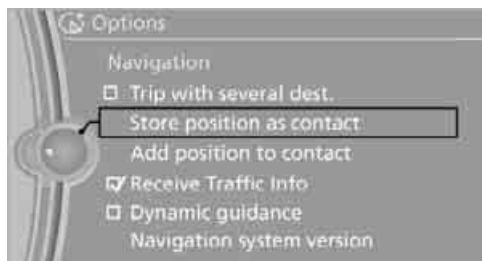 Options
Navigation
Trip with several dest.
Store position as contact
Add position to contact
Receive Traffic Info
Dynamic guidance
Navigation system version